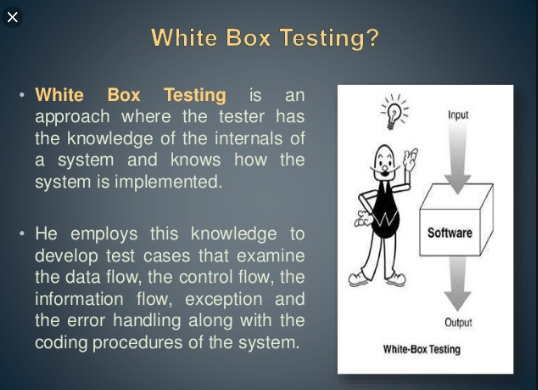 White Box Testing?
• White Box Testing is an
approach where the tester has
the knowledge of the internals of
a system and knows how the
system is implemented.
• He employs this knowledge to
develop test cases that examine
the data flow, the control flow, the
information flow, exception and
the error handling along with the
coding procedures of the system.
Input
Software
Output
White-Box Testing